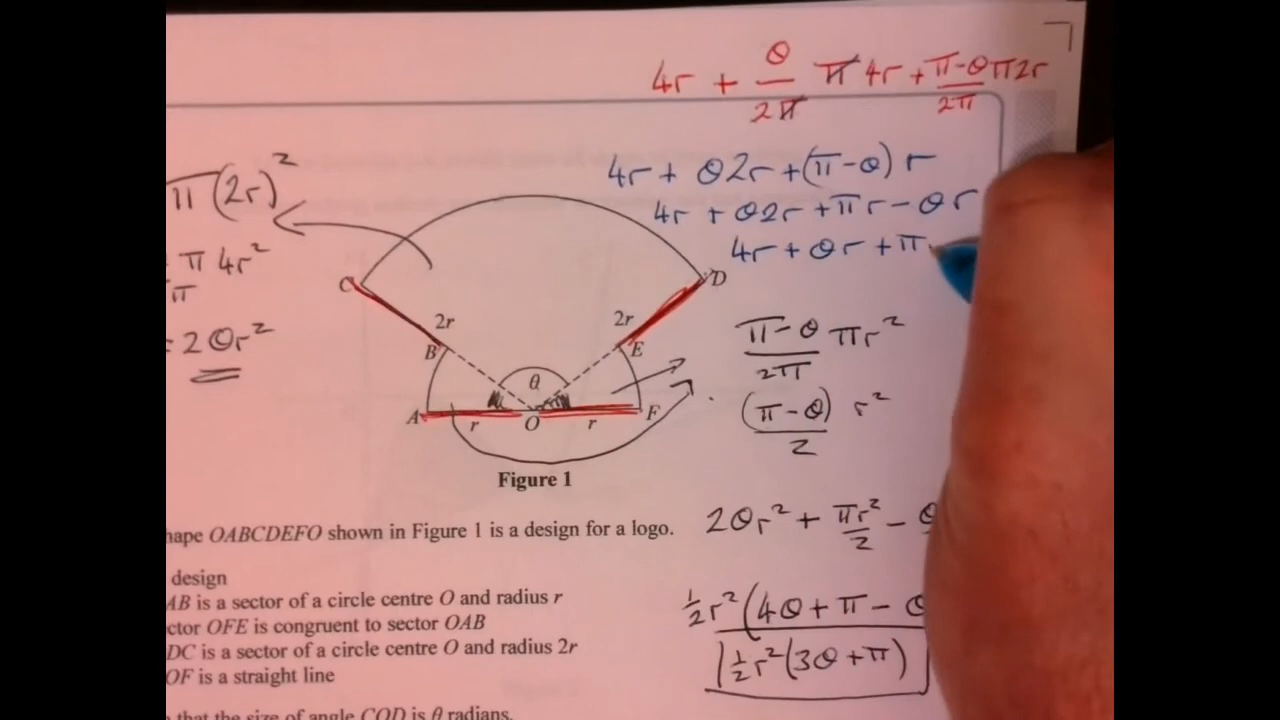 4r + θ/2π π4r + π-θ/2π π2r
4r + θ2r + (π-θ) r
4r + θ2r + πr - θr
4r + θr + π
π(2r)²
π 4r²
π
2θr²
C
D
2r
2r
B
E
θ
A
r
O
r
F
Figure 1
π-θ/2π πr²
(π-θ)/2 r²
2θr² + πr²/2 -
½r²(4θ + π -
½r²(3θ+π)
OABCDEFO shown in Figure 1 is a design for a logo.
design
AB is a sector of a circle centre O and radius r
OFE is congruent to sector OAB
DC is a sector of a circle centre O and radius 2r
OF is a straight line
that the size of angle COD is θ radians.